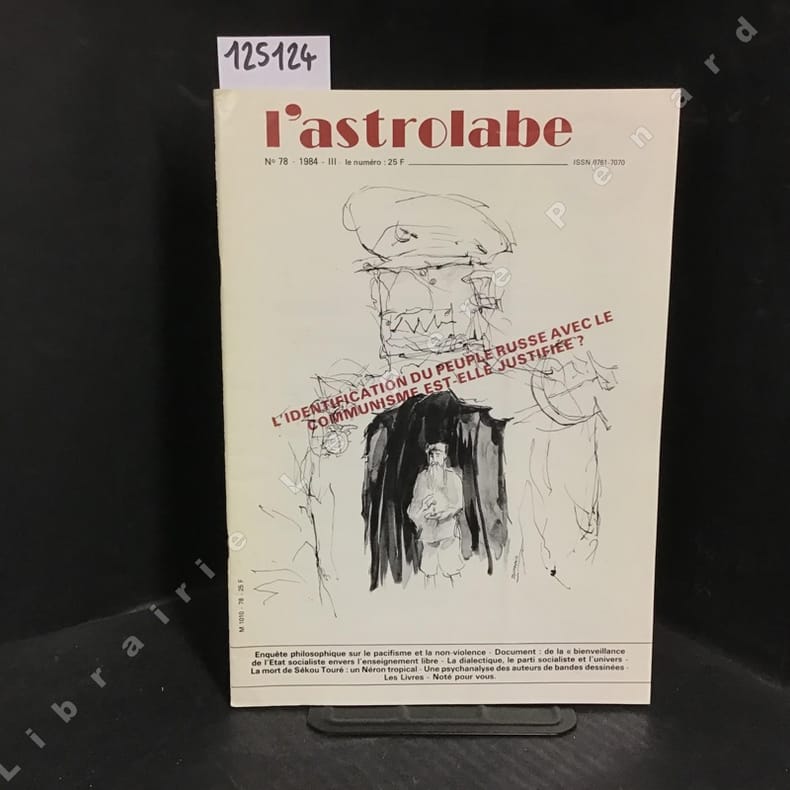 125124
l'astrolabe
N° 78 - 1984 - III - le numéro : 25 F
ISSN 0761-7070
L'IDENTIFICATION DU PEUPLE RUSSE AVEC LE
COMMUNISME EST-ELLE JUSTIFIÉE ?
M 1010 - 78 - 25 F
Enquête philosophique sur le pacifisme et la non-violence - Document : de la « bienveillance
de l'Etat socialiste envers l'enseignement libre - La dialectique, le parti socialiste et l'univers -
La mort de Sékou Touré : un Néron tropical - Une psychanalyse des auteurs de bandes dessinées -
Les Livres - Noté pour vous.
Librairie La Perle Penard